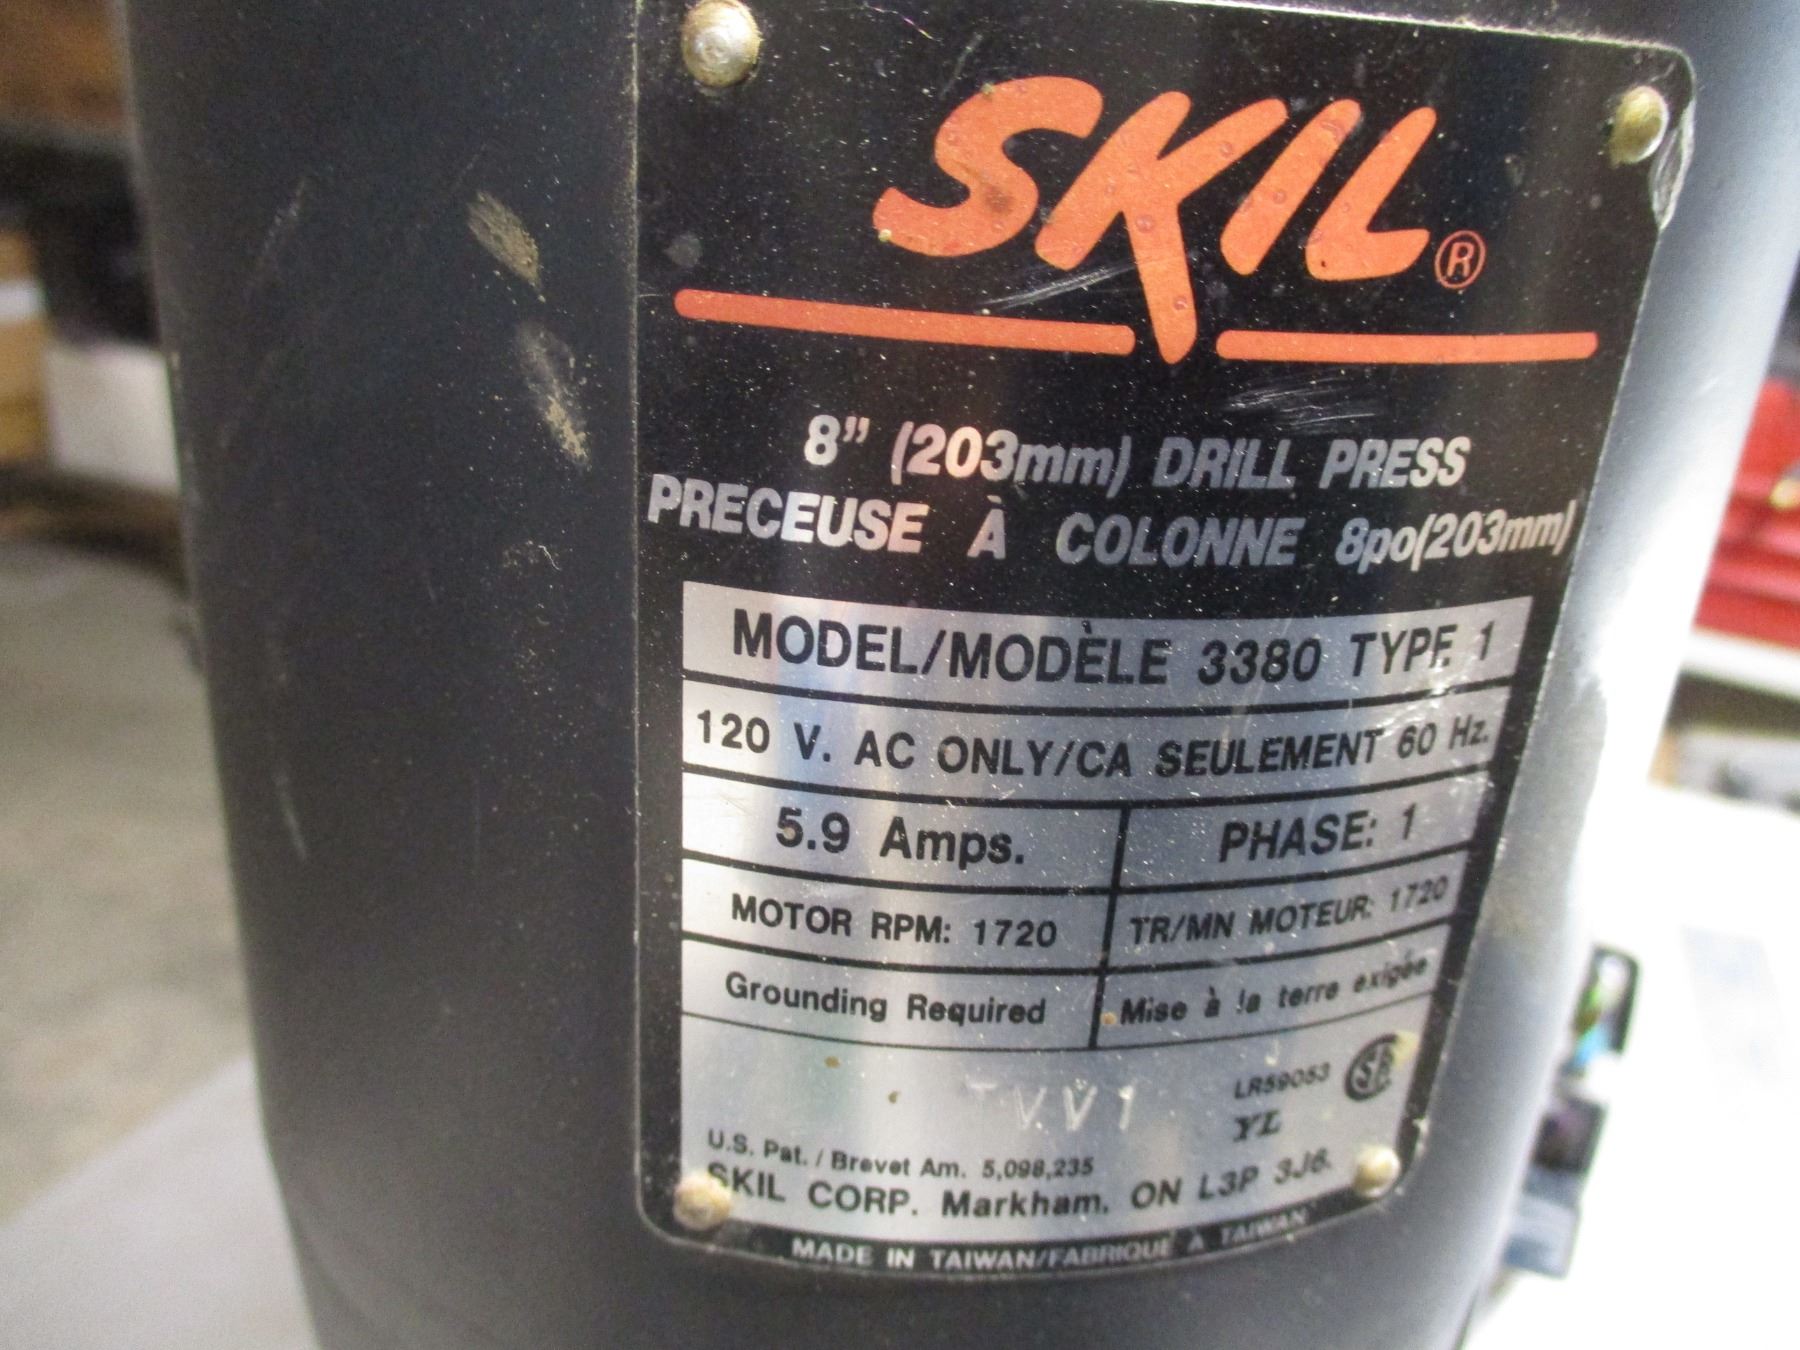 SKIL®
8” (203mm) DRILL PRESS
PRECEUSE À COLONNE 8po(203mm)
MODEL/MODÈLE 3380 TYPE 1
120 V. AC ONLY/CA SEULEMENT 60 Hz.
5.9 Amps. PHASE: 1
MOTOR RPM: 1720 TR/MN MOTEUR: 1720
Grounding Required Mise à la terre exigée
LR59053
YL
U.S. Pat. / Brevet Am. 5,098,235
SKIL CORP. Markham, ON L3P 3J6.
MADE IN TAIWAN/FABRIQUÉ À TAIWAN